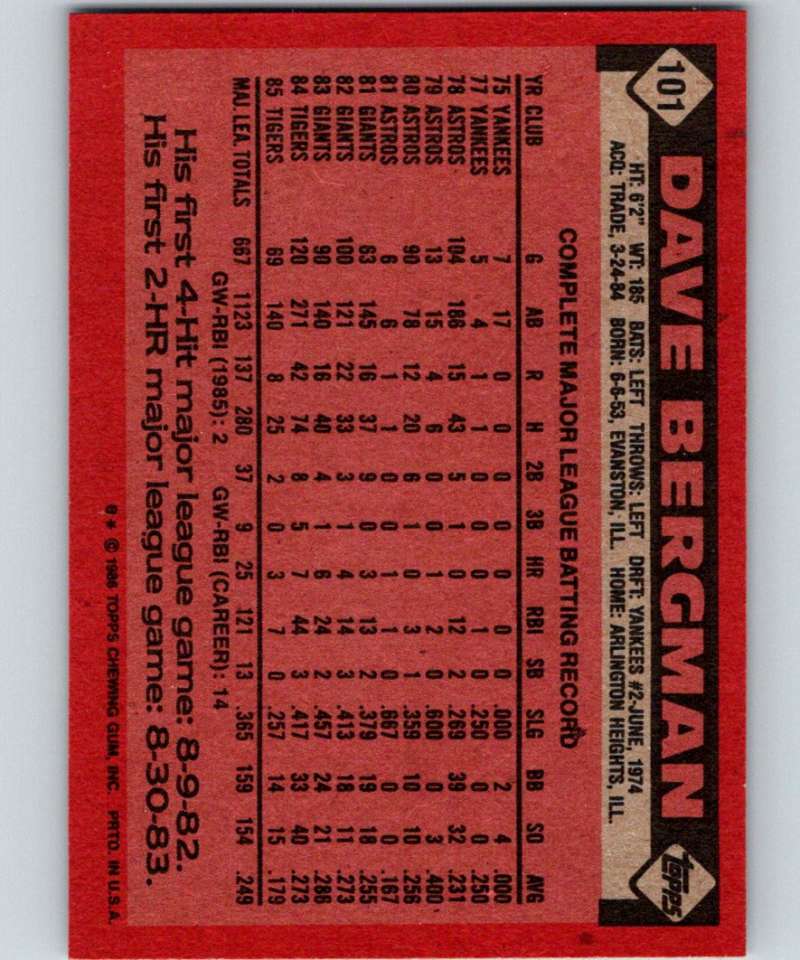 101
DAVE BERGMAN
topps
HT: 6'2" WT: 185 BATS: LEFT THROWS: LEFT DRFT: YANKEES #2-JUNE, 1974
ACQ: TRADE, 3-24-84 BORN: 6-6-53, EVANSTON, ILL. HOME: ARLINGTON HEIGHTS, ILL.
COMPLETE MAJOR LEAGUE BATTING RECORD
YR CLUB G AB R H 2B 3B HR RBI SB SLG BB SO AVG
75 YANKEES 7 17 0 0 0 0 0 0 0 .000 2 4 .000
77 YANKEES 5 4 1 1 0 0 0 1 0 .250 0 0 .250
78 ASTROS 104 186 15 43 5 1 0 12 2 .269 39 32 .231
79 ASTROS 13 15 4 6 0 0 1 2 0 .600 0 3 .400
80 ASTROS 90 78 12 20 6 1 0 3 1 .359 10 10 .256
81 ASTROS 6 6 1 1 0 0 1 1 0 .667 0 0 .167
81 GIANTS 63 145 16 37 9 0 3 13 2 .379 19 18 .255
82 GIANTS 100 121 22 33 3 1 4 14 3 .413 18 11 .273
83 GIANTS 90 140 16 40 4 1 6 24 2 .457 24 21 .286
84 TIGERS 120 271 42 74 8 5 7 44 3 .417 33 40 .273
85 TIGERS 69 140 8 25 2 0 3 7 0 .257 14 15 .179
MAJ. LEA. TOTALS 667 1123 137 280 37 9 25 121 13 .365 159 154 .249
GW-RBI (1985): 2 GW-RBI (CAREER): 14
His first 4-Hit major league game: 8-9-82.
His first 2-HR major league game: 8-30-83.
© 1986 TOPPS CHEWING GUM, INC. PRTD. IN U.S.A.